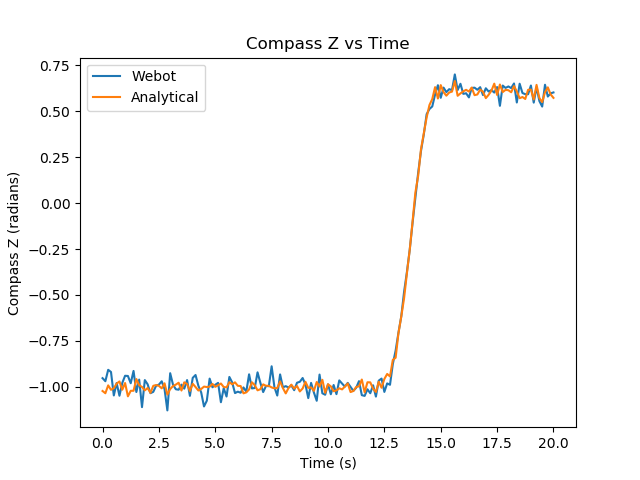 Compass Z vs Time
Webot
Analytical
Compass Z (radians)
0.75
0.50
0.25
0.00
−0.25
−0.50
−0.75
−1.00
0.0 2.5 5.0 7.5 10.0 12.5 15.0 17.5 20.0
Time (s)